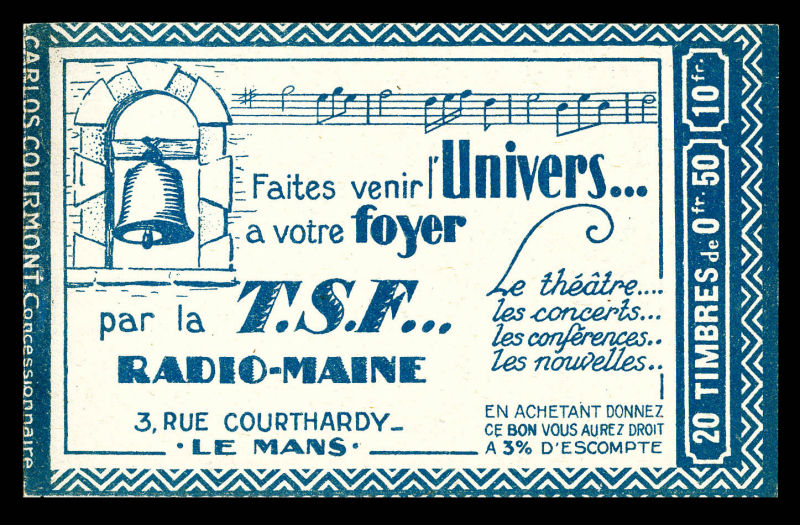 CARLOS COURMONT. Concessionnaire
Faites venir l'Univers...
a votre foyer
par la T.S.F...
RADIO-MAINE
3, RUE COURTHARDY_
·LE MANS·
Le théâtre....
les concerts...
les conférences..
les nouvelles..
EN ACHETANT DONNEZ
CE BON VOUS AUREZ DROIT
A 3% D'ESCOMPTE
20 TIMBRES de 0fr. 50
10 fr.